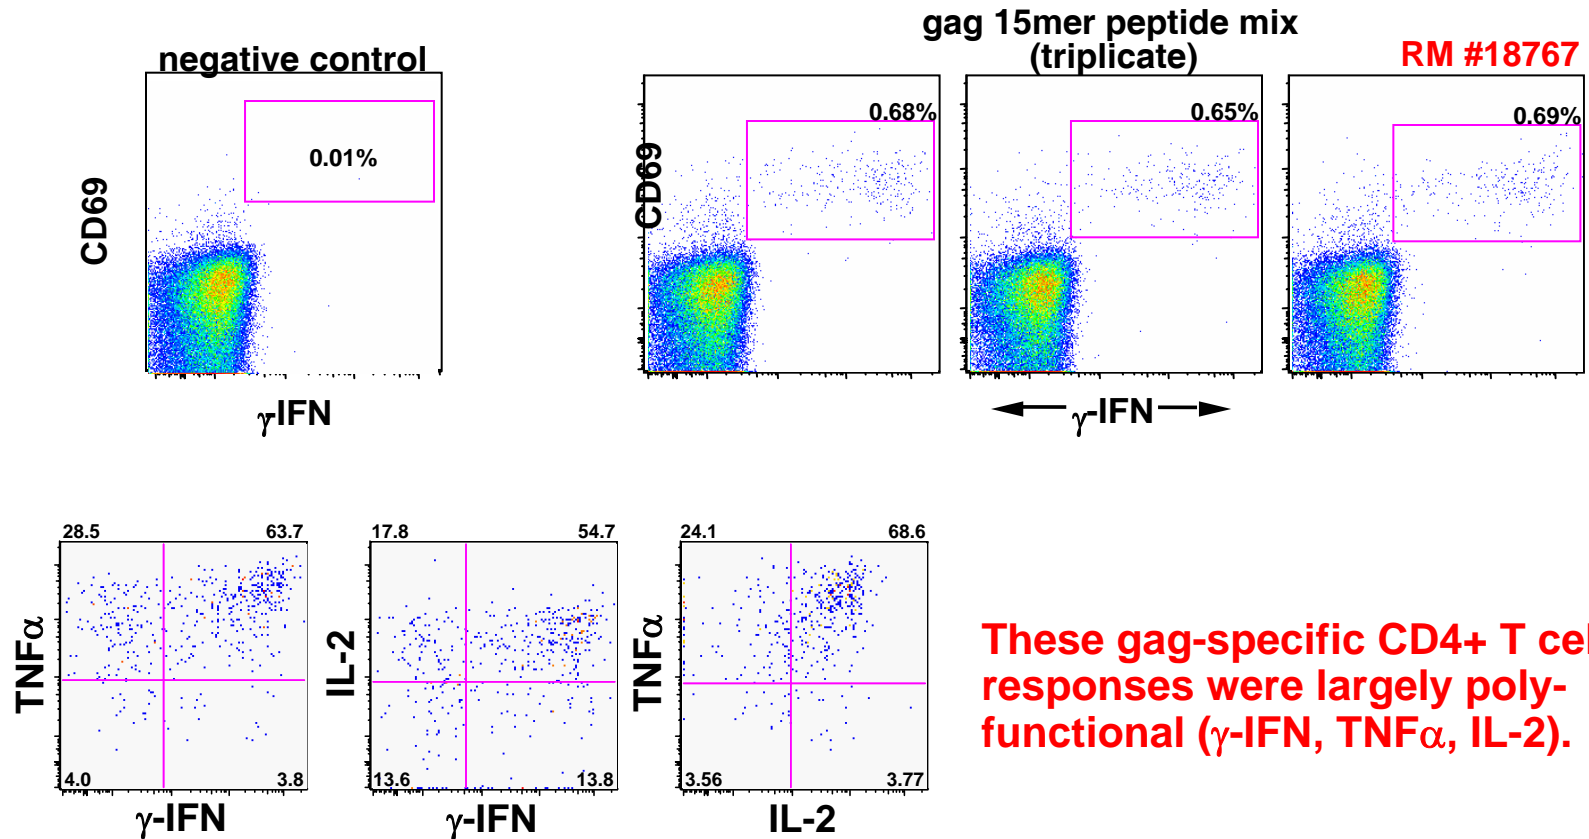 negative control
gag 15mer peptide mix
(triplicate)
RM #18767
CD69
0.01%
γ-IFN
CD69
0.68%
0.65%
0.69%
γ-IFN
28.5 63.7
TNFα
4.0 3.8
γ-IFN
17.8 54.7
IL-2
13.6 13.8
γ-IFN
24.1 68.6
TNFα
3.56 3.77
IL-2
These gag-specific CD4+ T cel
responses were largely poly-
functional (γ-IFN, TNFα, IL-2).